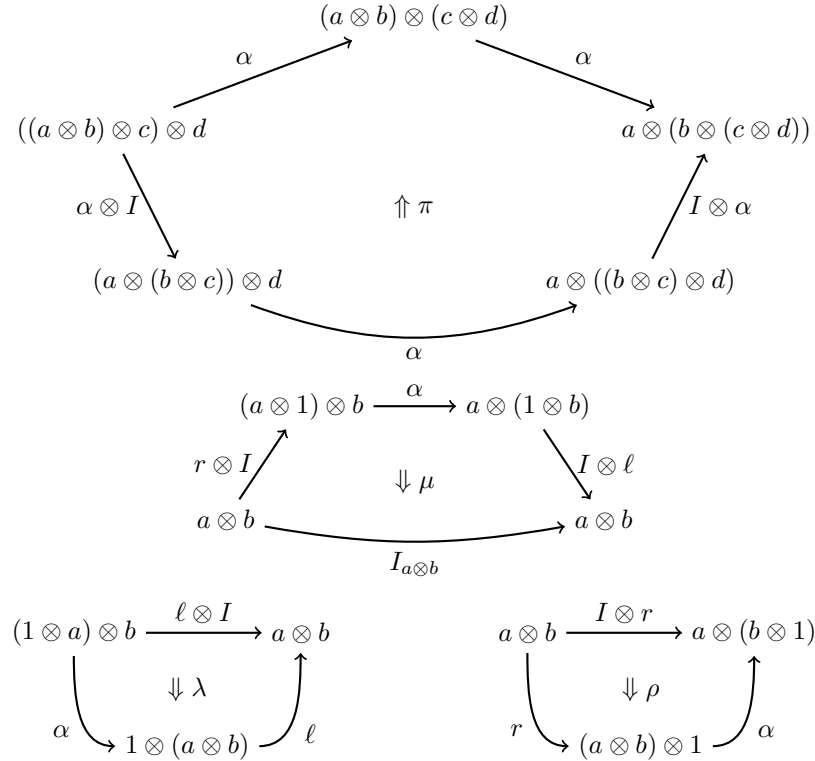 (a ⊗ b) ⊗ (c ⊗ d)
α α
((a ⊗ b) ⊗ c) ⊗ d a ⊗ (b ⊗ (c ⊗ d))
α ⊗ I ⇑ π I ⊗ α
(a ⊗ (b ⊗ c)) ⊗ d a ⊗ ((b ⊗ c) ⊗ d)
α
(a ⊗ 1) ⊗ b α a ⊗ (1 ⊗ b)
r ⊗ I ⇓ μ I ⊗ ℓ
a ⊗ b a ⊗ b
I_{a⊗b}
(1 ⊗ a) ⊗ b ℓ ⊗ I a ⊗ b
⇓ λ
α 1 ⊗ (a ⊗ b) ℓ
a ⊗ b I ⊗ r a ⊗ (b ⊗ 1)
⇓ ρ
r (a ⊗ b) ⊗ 1 α